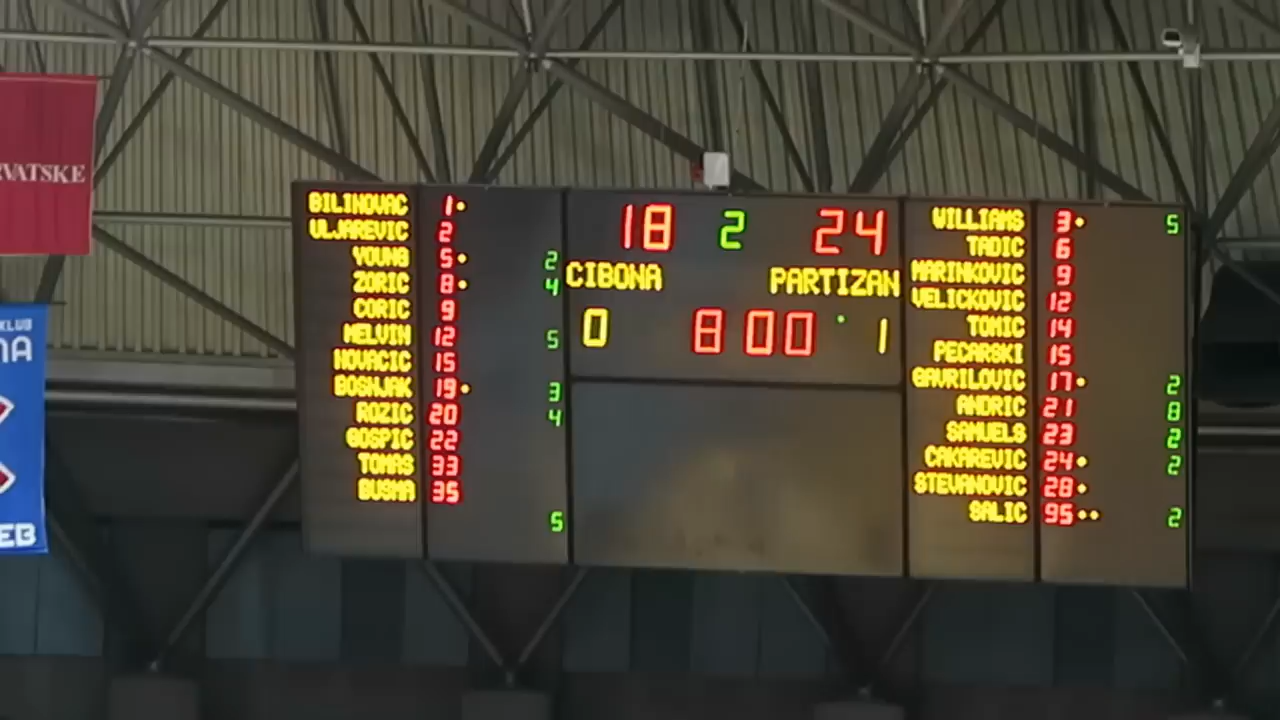 RVATSKE
KLUB
NA
EB
18 2 24
CIBONA PARTIZAN
0 8 00 1
BILINOVAC 1
ULJAREVIC 2
YOUNG 5 2
ZORIC 8 4
CORIC 9
MELVIN 12 5
NOVACIC 15
BOSNJAK 19 3
ROZIC 20 4
GOSPIC 22
TOMAS 33
BUSMA 35
5
WILLIAMS 3 5
TADIC 6
MARINKOVIC 9
VELICKOVIC 12
TOMIC 14
PECARSKI 15
GAVRILOVIC 17 2
ANDRIC 21 8
SAMUELS 23 2
CAKAREVIC 24 2
STEVANOVIC 28
SALIC 95 2